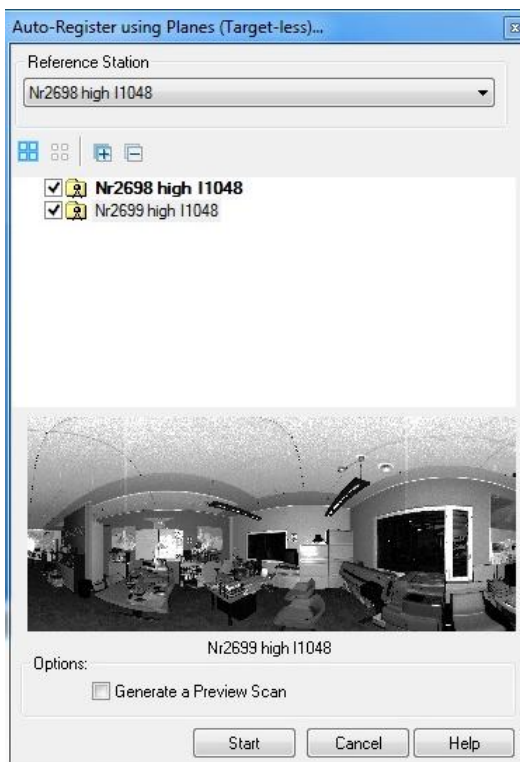 Auto-Register using Planes (Target-less)...
Reference Station
Nr2698 high I1048
Nr2698 high I1048
Nr2699 high I1048
Nr2699 high I1048
Options:
Generate a Preview Scan
Start Cancel Help